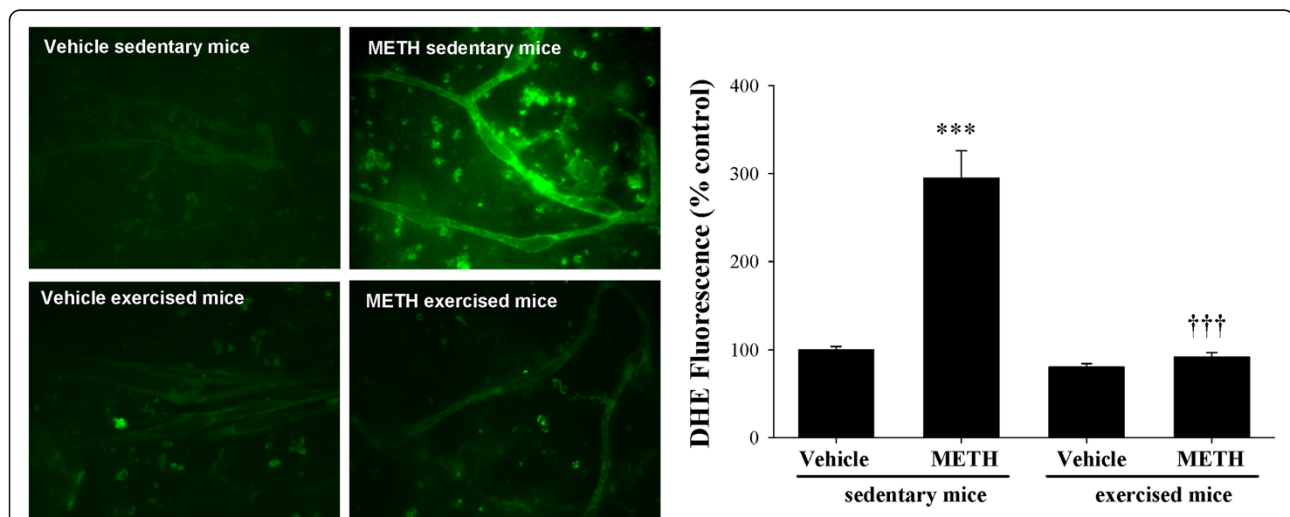 Vehicle sedentary mice
METH sedentary mice
Vehicle exercised mice
METH exercised mice
DHE Fluorescence (% control)
400
300
200
100
0
***
†††
Vehicle METH Vehicle METH
sedentary mice exercised mice